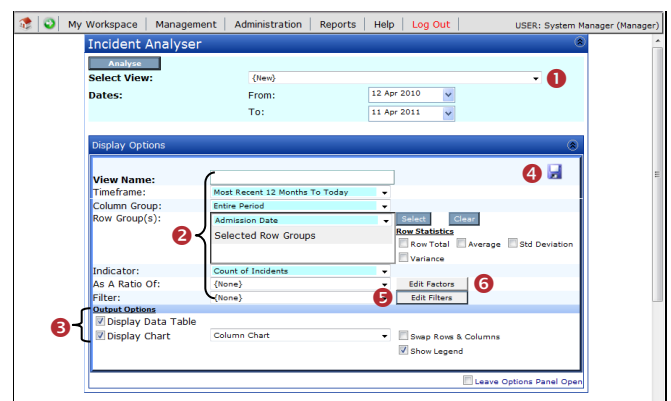 My Workspace Management Administration Reports Help Log Out USER: System Manager (Manager)
Incident Analyser
Analyse
Select View: {New} 1
Dates: From: 12 Apr 2010
To: 11 Apr 2011
Display Options
4
View Name:
Timeframe: Most Recent 12 Months To Today
Column Group: Entire Period
Row Group(s): Admission Date Select Clear
2 Selected Row Groups Row Statistics
Row Total Average Std Deviation
Variance
Indicator: Count of Incidents
As A Ratio Of: {None} Edit Factors 6
Filter: {None} 5 Edit Filters
Output Options
3 Display Data Table
Display Chart Column Chart Swap Rows & Columns
Show Legend
Leave Options Panel Open